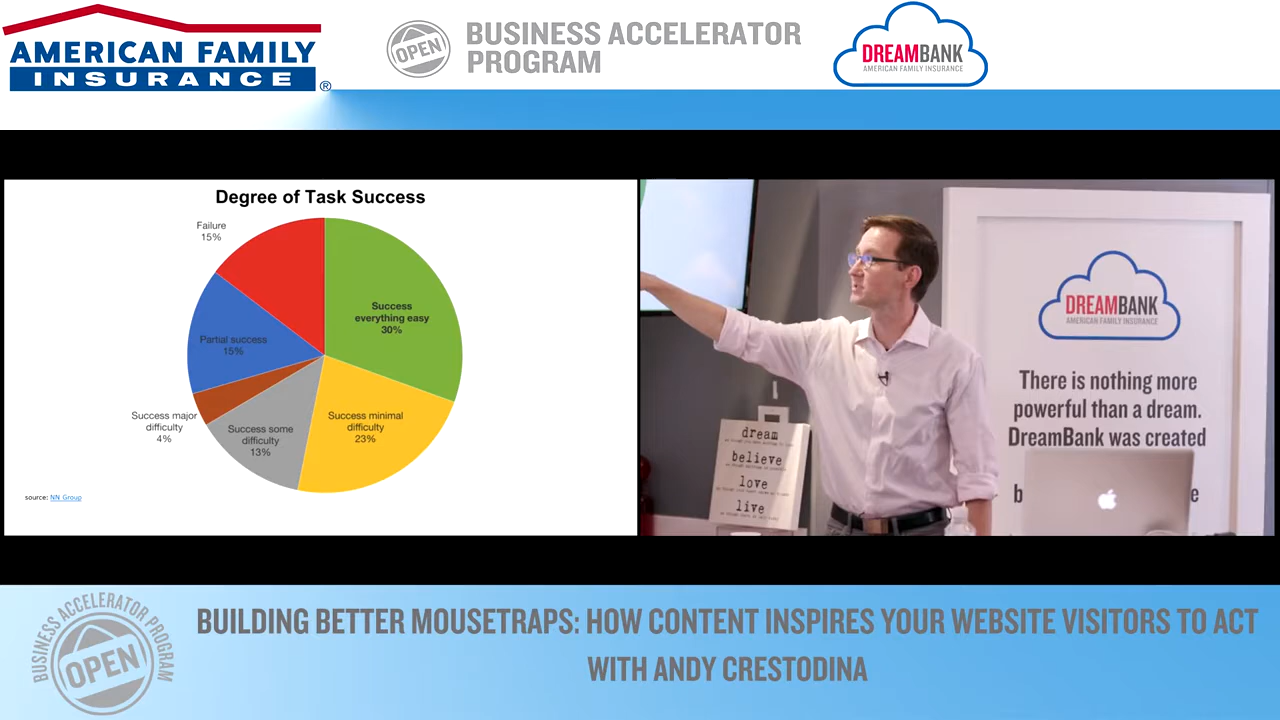 AMERICAN FAMILY
INSURANCE ®
OPEN
BUSINESS ACCELERATOR
PROGRAM
DREAMBANK
AMERICAN FAMILY INSURANCE
Degree of Task Success
Failure
15%
Success
everything easy
30%
Partial success
15%
Success major
difficulty
4%
Success some
difficulty
13%
Success minimal
difficulty
23%
source: NN Group
dream
believe
love
live
DREAMBANK
AMERICAN FAMILY INSURANCE
There is nothing more
powerful than a dream.
DreamBank was created
BUSINESS ACCELERATOR PROGRAM
OPEN
BUILDING BETTER MOUSETRAPS: HOW CONTENT INSPIRES YOUR WEBSITE VISITORS TO ACT
WITH ANDY CRESTODINA